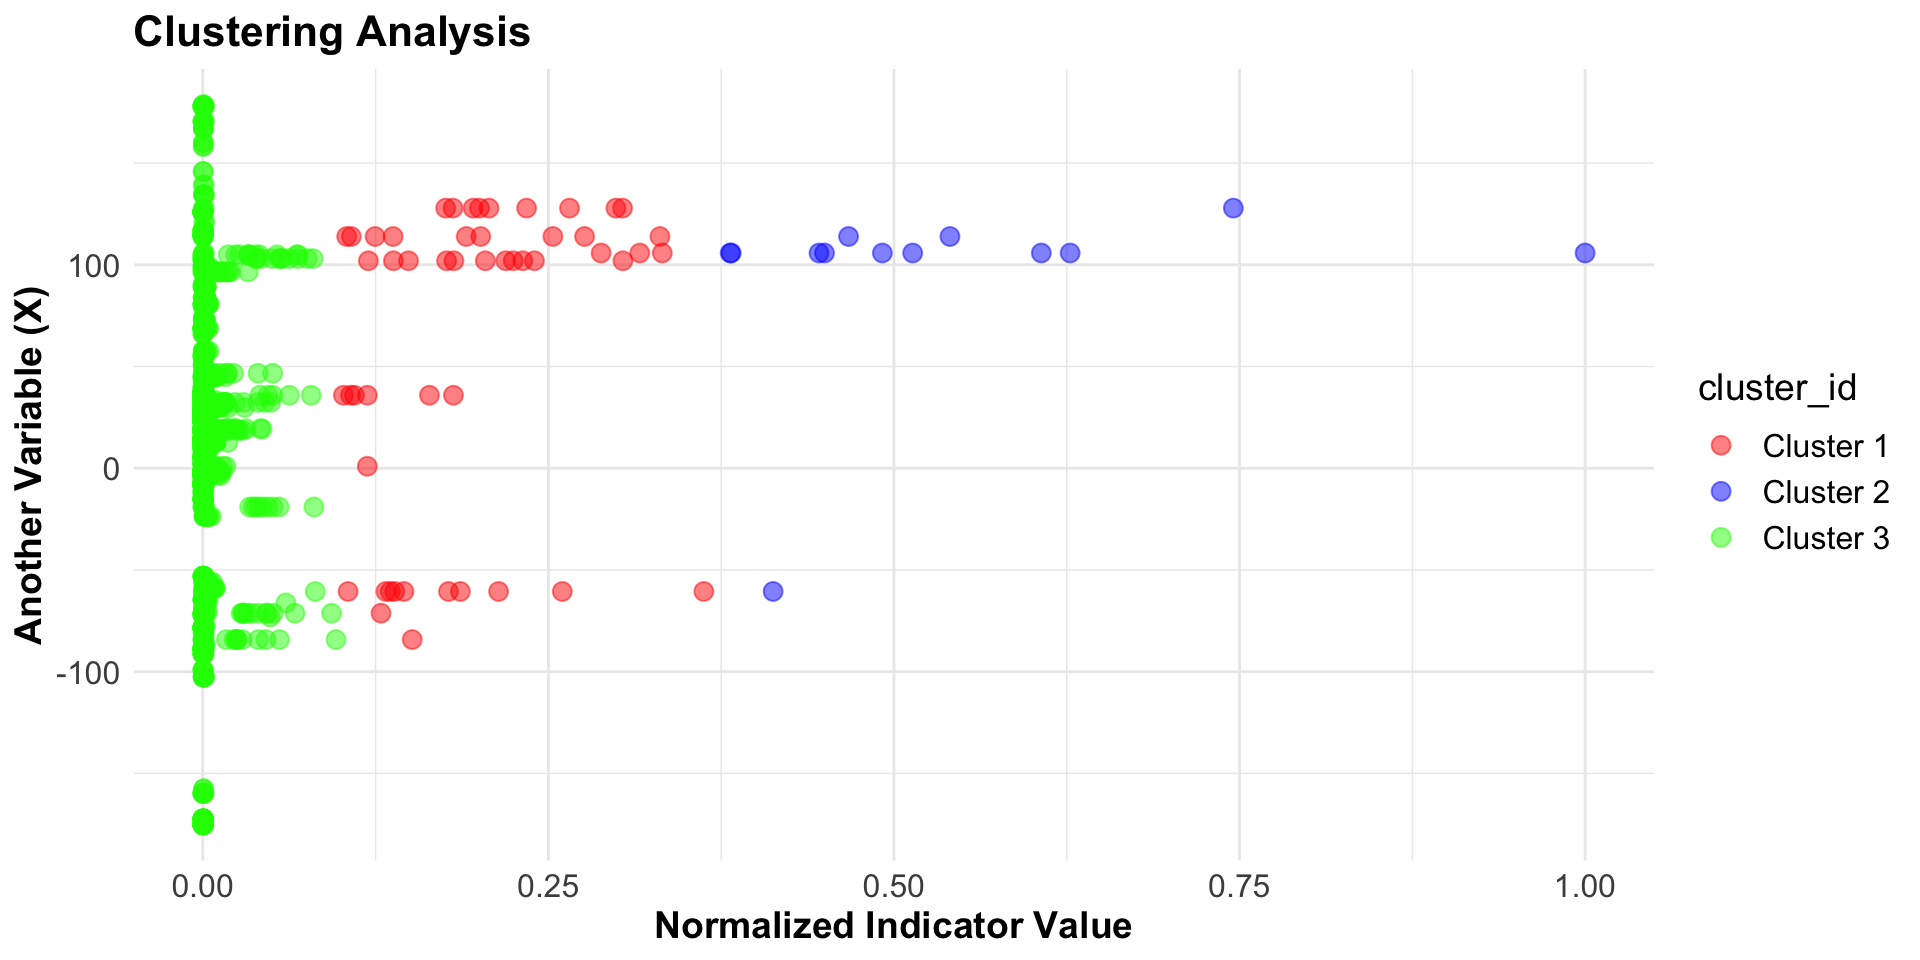 Clustering Analysis
Another Variable (X)
100
0
-100
0.00
0.25
0.50
0.75
1.00
Normalized Indicator Value
cluster_id
Cluster 1
Cluster 2
Cluster 3